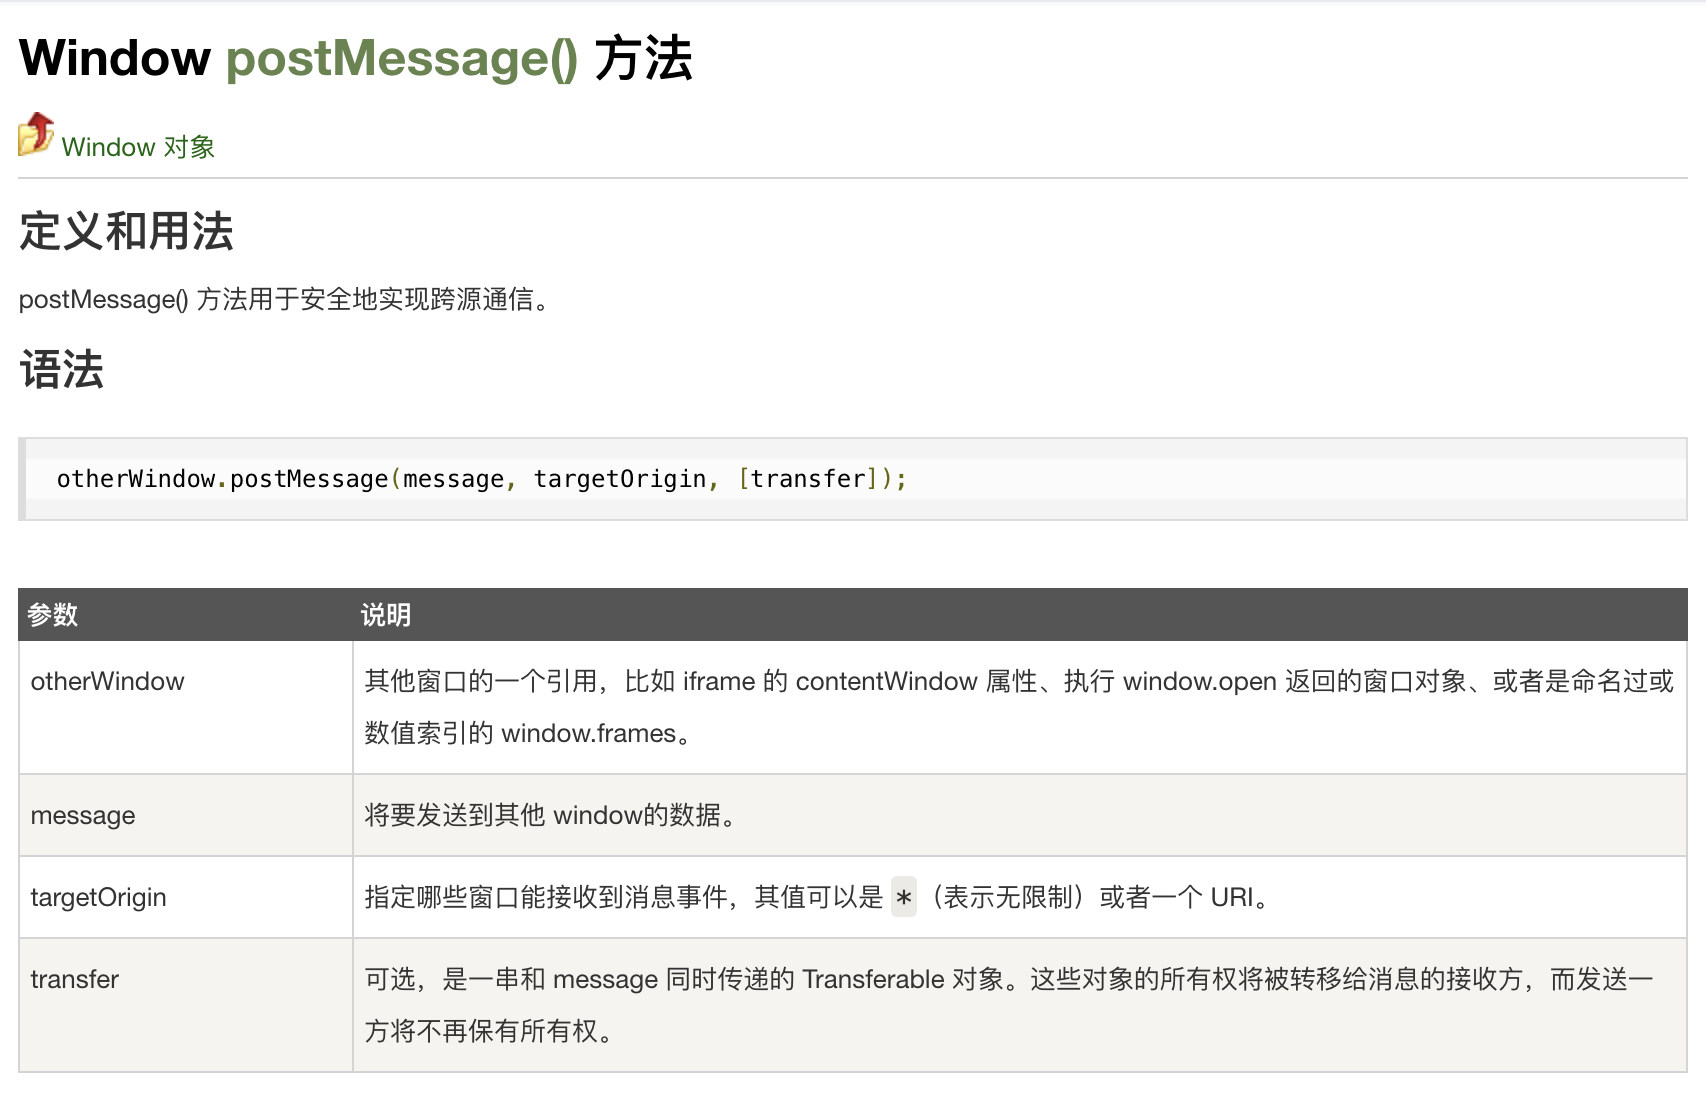 Window postMessage() 方法
Window 对象
定义和用法
postMessage() 方法用于安全地实现跨源通信。
语法
otherWindow.postMessage(message, targetOrigin, [transfer]);
参数 说明
otherWindow 其他窗口的一个引用，比如 iframe 的 contentWindow 属性、执行 window.open 返回的窗口对象、或者是命名过或
数值索引的 window.frames。
message 将要发送到其他 window的数据。
targetOrigin 指定哪些窗口能接收到消息事件，其值可以是 *（表示无限制）或者一个 URI。
transfer 可选，是一串和 message 同时传递的 Transferable 对象。这些对象的所有权将被转移给消息的接收方，而发送一
方将不再保有所有权。